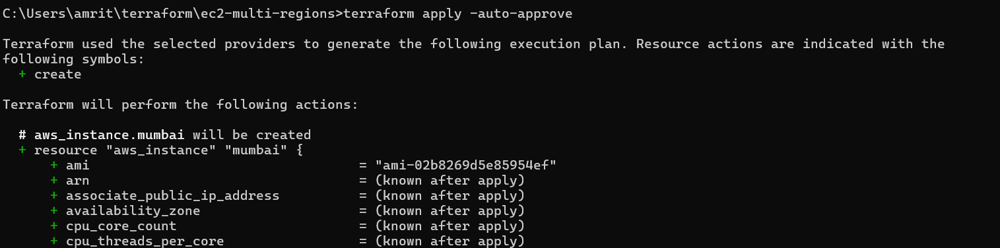 C:\Users\amrit\terraform\ec2-multi-regions>terraform apply -auto-approve
Terraform used the selected providers to generate the following execution plan. Resource actions are indicated with the
following symbols:
  + create
Terraform will perform the following actions:
  # aws_instance.mumbai will be created
  + resource "aws_instance" "mumbai" {
      + ami                                  = "ami-02b8269d5e85954ef"
      + arn                                  = (known after apply)
      + associate_public_ip_address          = (known after apply)
      + availability_zone                    = (known after apply)
      + cpu_core_count                       = (known after apply)
      + cpu_threads_per_core                 = (known after apply)